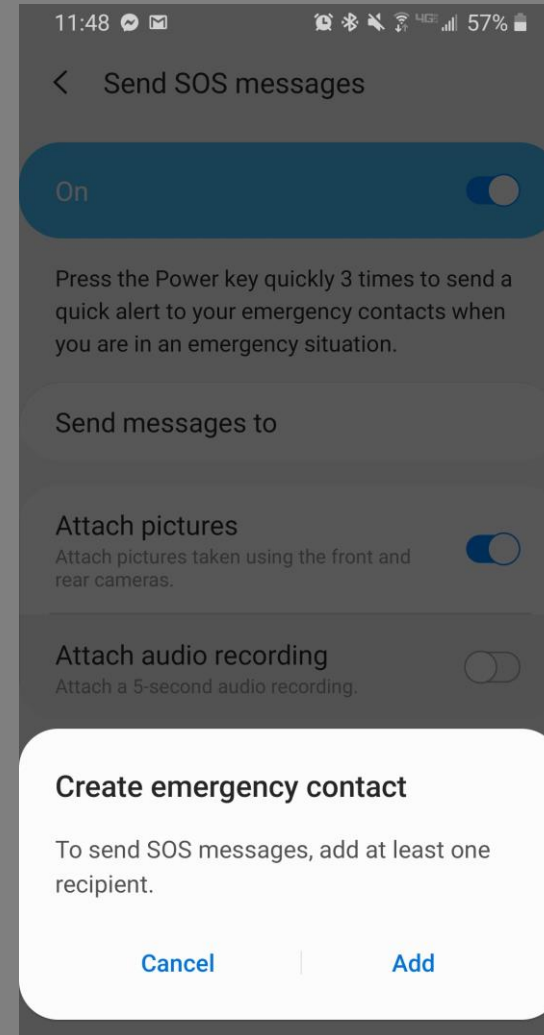 11:48 4GE 57%
Send SOS messages
On
Press the Power key quickly 3 times to send a
quick alert to your emergency contacts when
you are in an emergency situation.
Send messages to
Attach pictures
Attach pictures taken using the front and
rear cameras.
Attach audio recording
Attach a 5-second audio recording.
Create emergency contact
To send SOS messages, add at least one
recipient.
Cancel Add